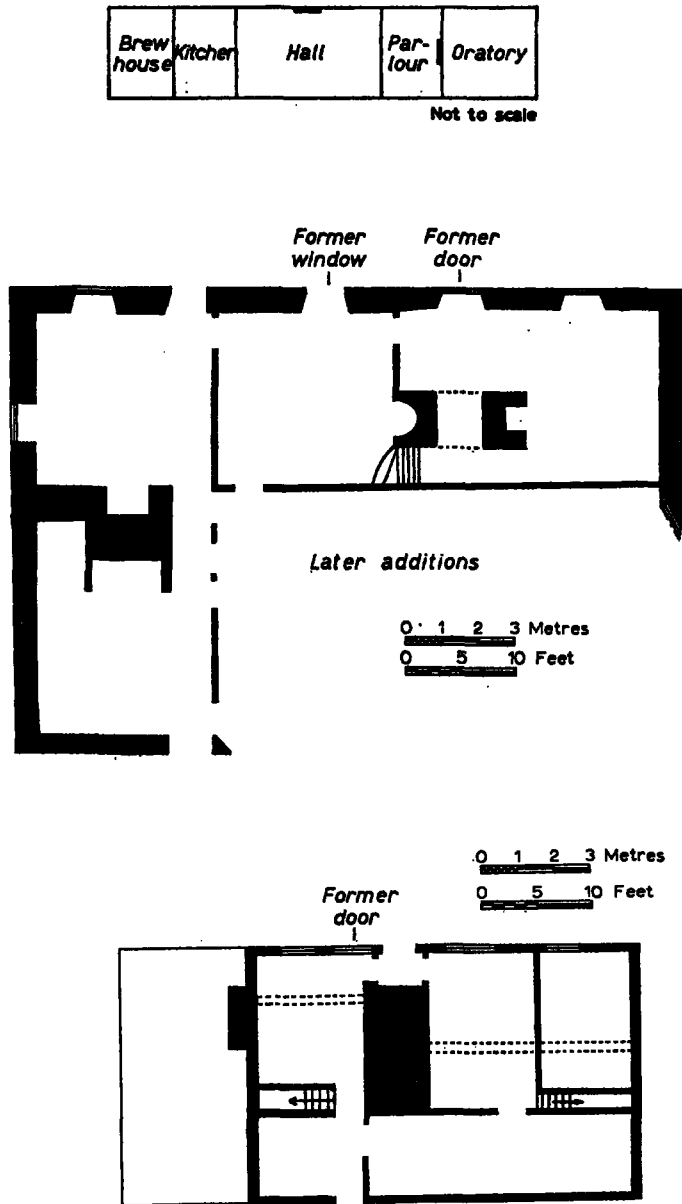 Brew Kitchen Hall Par- Oratory
house lour
Not to scale
Former Former
window door
Later additions
0 1 2 3 Metres
0 5 10 Feet
0 1 2 3 Metres
0 5 10 Feet
Former
door